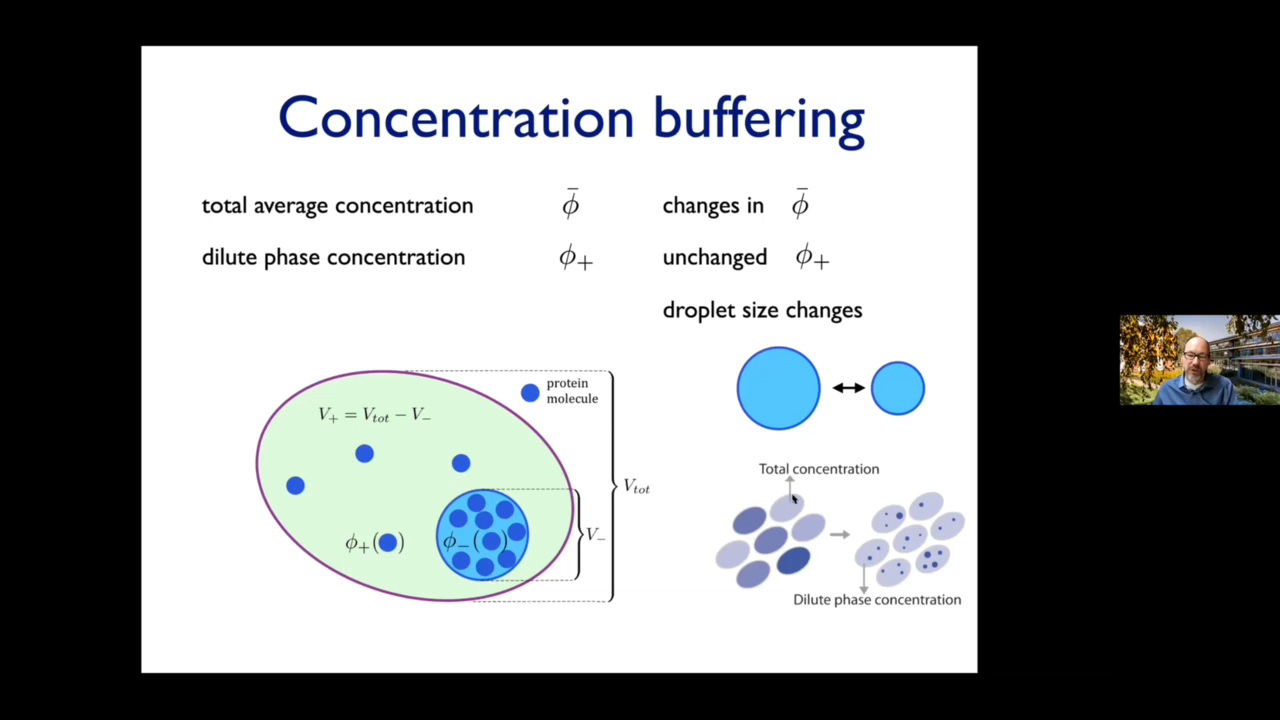 Concentration buffering
total average concentration ϕ̄
dilute phase concentration ϕ₊
changes in ϕ̄
unchanged ϕ₊
droplet size changes
protein
molecule
V₊ = V_tot − V₋
V_tot
V₋
ϕ₊( )
ϕ₋( )
Total concentration
Dilute phase concentration